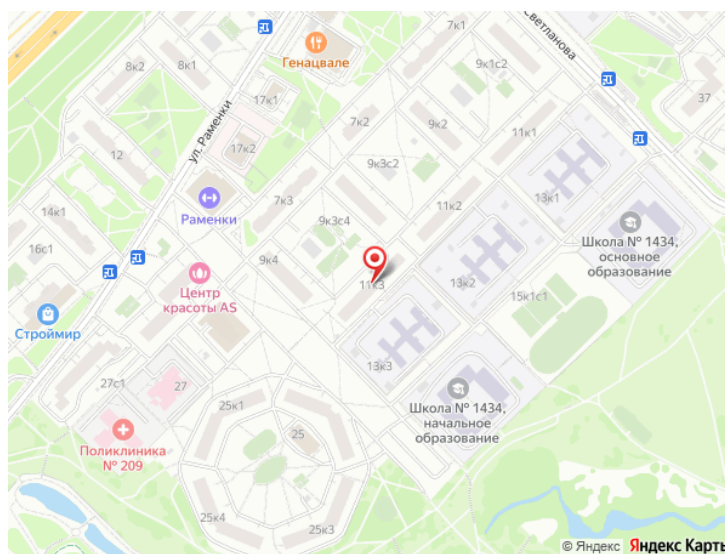 Светланова
7к1
Генацвале
9к1с2
8к2
8к1
37
17к1
ул. Раменки
7к2
9к2
11к1
17к2
12
9к3с2
13к1
Раменки
7к3
11к2
14к1
9к3с4
Школа № 1434,
основное
образование
16с1
9к4
11к3
13к2
Центр
красоты AS
15к1с1
Строймир
13к3
27с1
27
25к1
Школа № 1434,
начальное
образование
25
Поликлиника
№ 209
25к4
25к3
© Яндекс Яндекс Карты